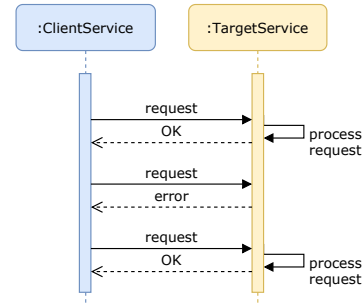 :ClientService
:TargetService
request
OK
process
request
request
error
request
OK
process
request